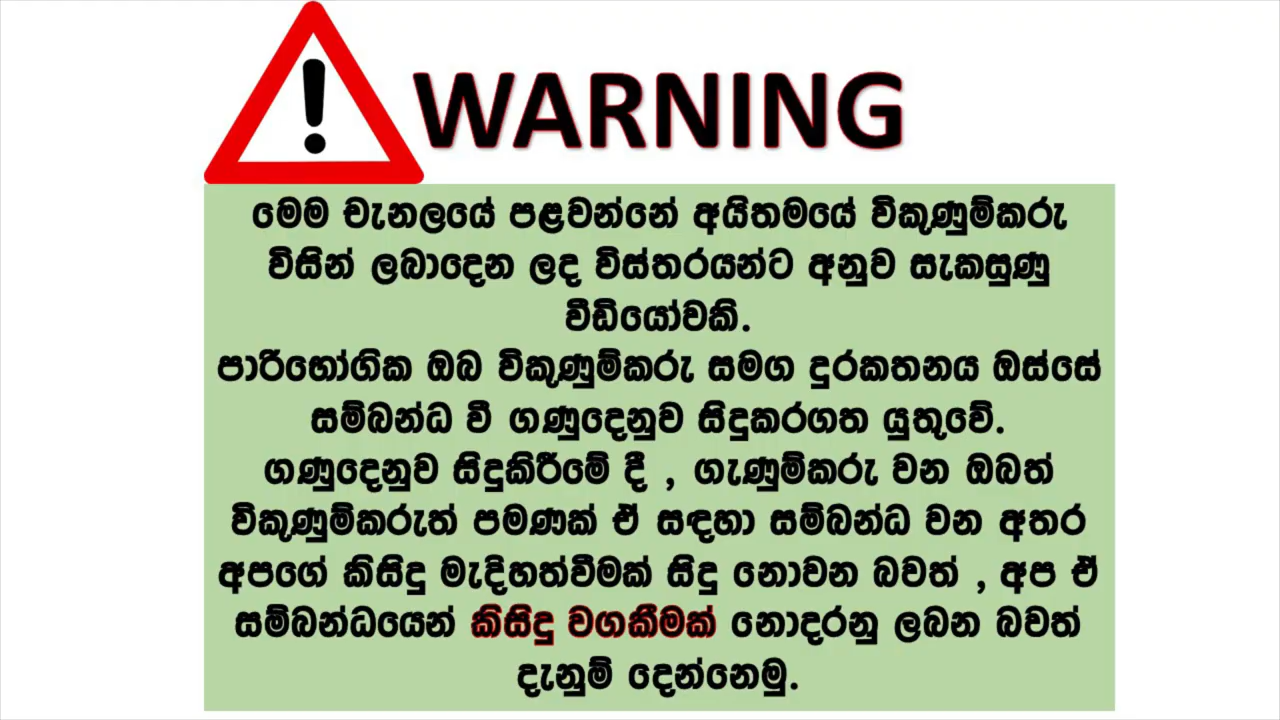 WARNING
මෙම චැනලයේ පළවන්නේ අයිතමයේ විකුණුම්කරු
විසින් ලබාදෙන ලද විස්තරයන්ට අනුව සැකසුණු
වීඩියෝවකි.
පාරිභෝගික ඔබ විකුණුම්කරු සමග දුරකතනය ඔස්සේ
සම්බන්ධ වී ගණුදෙනුව සිදුකරගත යුතුවේ.
ගණුදෙනුව සිදුකිරීමේ දී , ගැණුම්කරු වන ඔබත්
විකුණුම්කරුත් පමණක් ඒ සඳහා සම්බන්ධ වන අතර
අපගේ කිසිදු මැදිහත්වීමක් සිදු නොවන බවත් , අප ඒ
සම්බන්ධයෙන් කිසිදු වගකීමක් නොදරනු ලබන බවත්
දැනුම් දෙන්නෙමු.